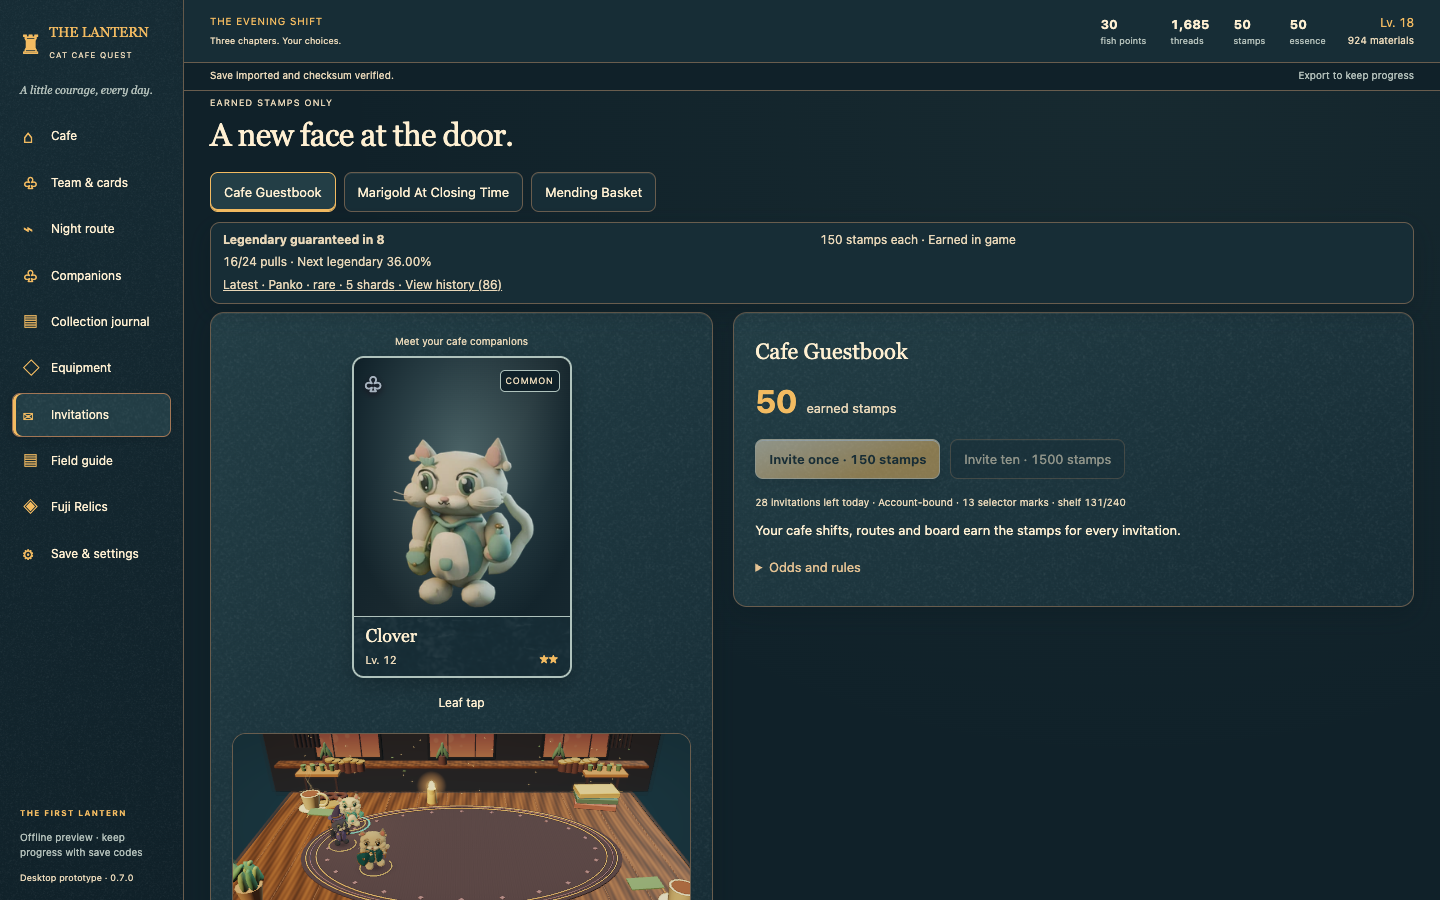 THE LANTERN
CAT CAFE QUEST
A little courage, every day.
Cafe
Team & cards
Night route
Companions
Collection journal
Equipment
Invitations
Field guide
Fuji Relics
Save & settings
THE FIRST LANTERN
Offline preview · keep
progress with save codes
Desktop prototype · 0.7.0
THE EVENING SHIFT
Three chapters. Your choices.
30
fish points
1,685
threads
50
stamps
50
essence
Lv. 18
924 materials
Save imported and checksum verified.
Export to keep progress
EARNED STAMPS ONLY
A new face at the door.
Cafe Guestbook
Marigold At Closing Time
Mending Basket
Legendary guaranteed in 8
150 stamps each · Earned in game
16/24 pulls · Next legendary 36.00%
Latest · Panko · rare · 5 shards · View history (86)
Meet your cafe companions
COMMON
Clover
Lv. 12
Leaf tap
Cafe Guestbook
50 earned stamps
Invite once · 150 stamps
Invite ten · 1500 stamps
28 invitations left today · Account-bound · 13 selector marks · shelf 131/240
Your cafe shifts, routes and board earn the stamps for every invitation.
Odds and rules